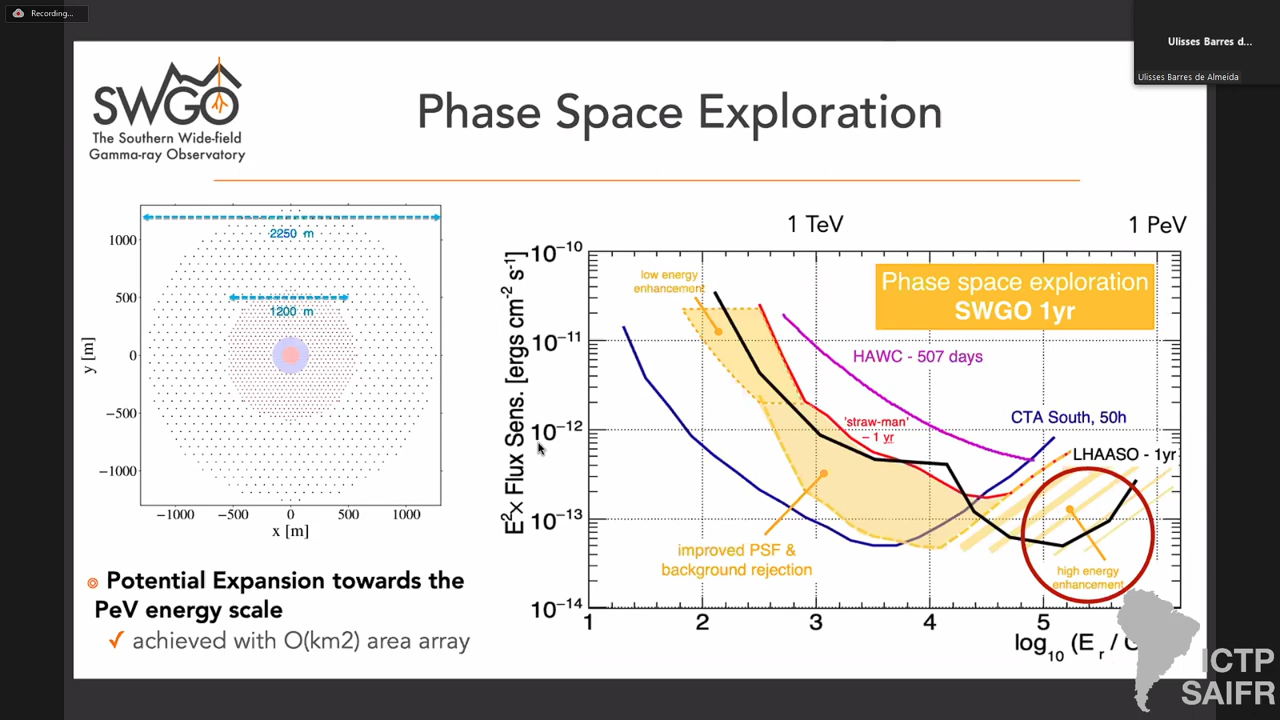 Recording...
Ulisses Barres d...
Ulisses Barres de Almeida
SWGO
The Southern Wide-field
Gamma-ray Observatory
Phase Space Exploration
2250 m
1200 m
1000
500
0
−500
−1000
y [m]
−1000
−500
0
500
1000
x [m]
Potential Expansion towards the
PeV energy scale
✓ achieved with O(km2) area array
1 TeV
1 PeV
E²x Flux Sens. [ergs cm⁻² s⁻¹]
10⁻¹⁰
10⁻¹¹
10⁻¹²
10⁻¹³
10⁻¹⁴
low energy
enhancement
Phase space exploration
SWGO 1yr
HAWC - 507 days
CTA South, 50h
'straw-man'
– 1 yr
LHAASO - 1yr
improved PSF &
background rejection
high energy
enhancement
1
2
3
4
5
log₁₀ (E r / G
ICTP
SAIFR